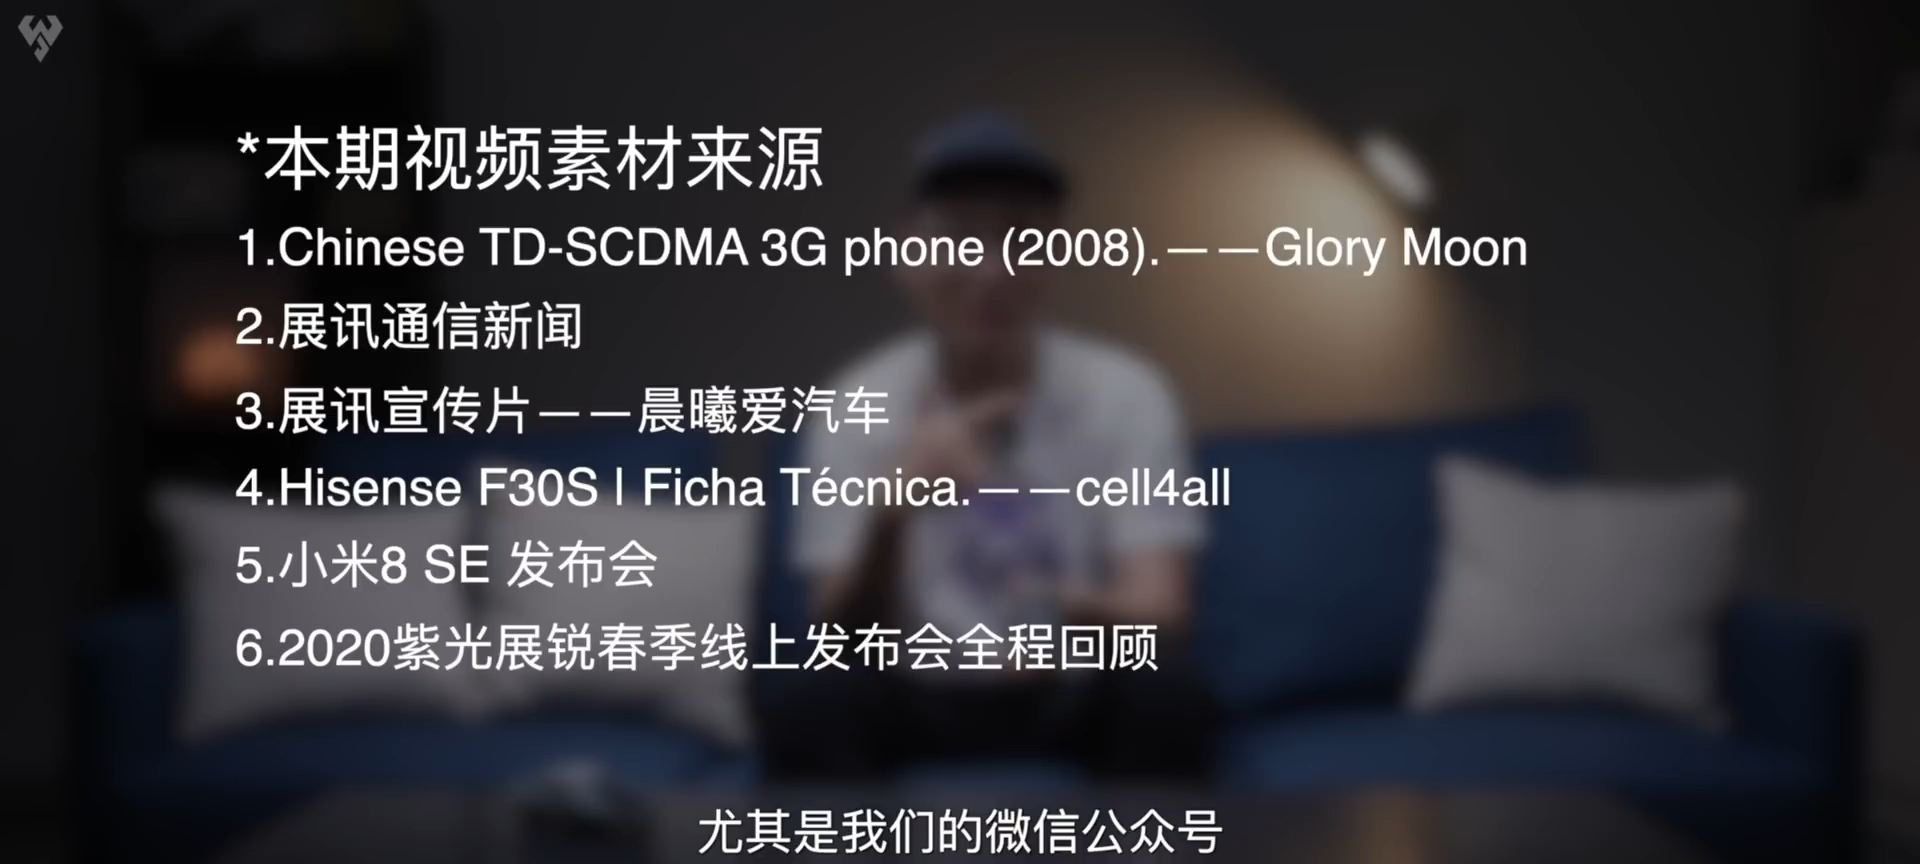 *本期视频素材来源
1.Chinese TD-SCDMA 3G phone (2008).——Glory Moon
2.展讯通信新闻
3.展讯宣传片——晨曦爱汽车
4.Hisense F30S | Ficha Técnica.——cell4all
5.小米8 SE 发布会
6.2020紫光展锐春季线上发布会全程回顾
尤其是我们的微信公众号